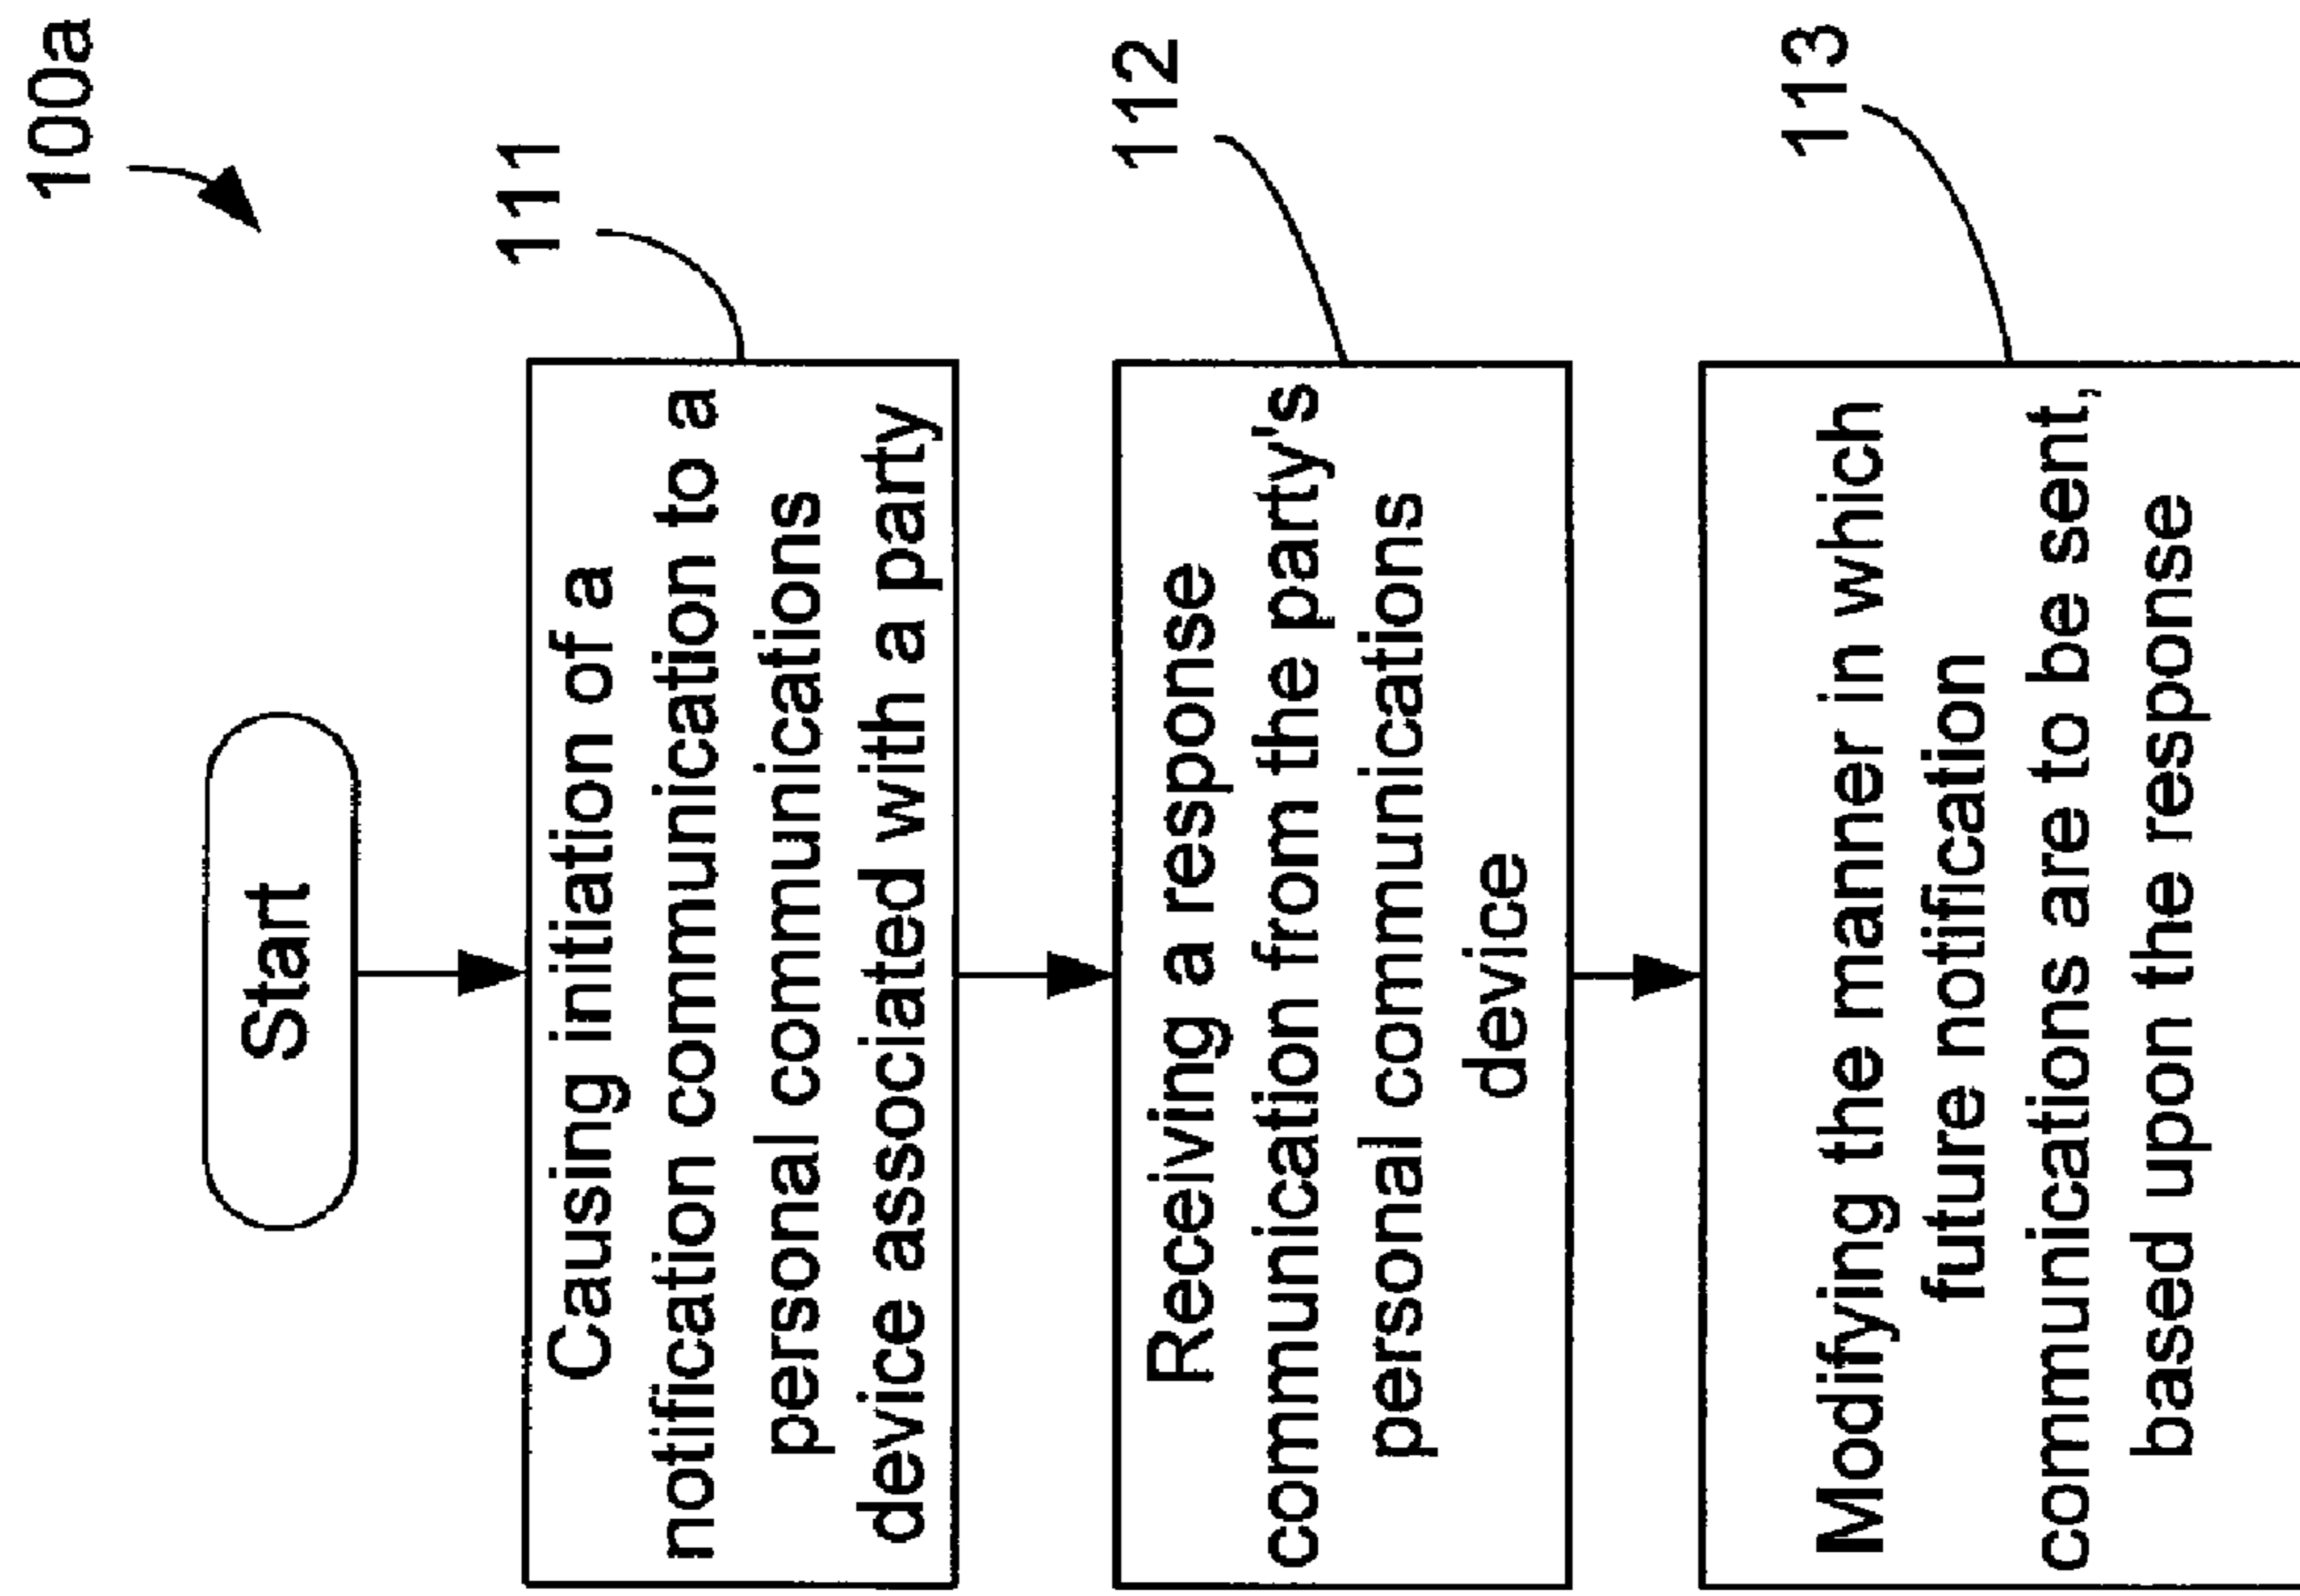 100a
Start
111
Causing initiation of a
notification communication to a
personal communications
device associated with a party
112
Receiving a response
communication from the party's
personal communications
device
113
Modifying the manner in which
future notification
communications are to be sent,
based upon the response